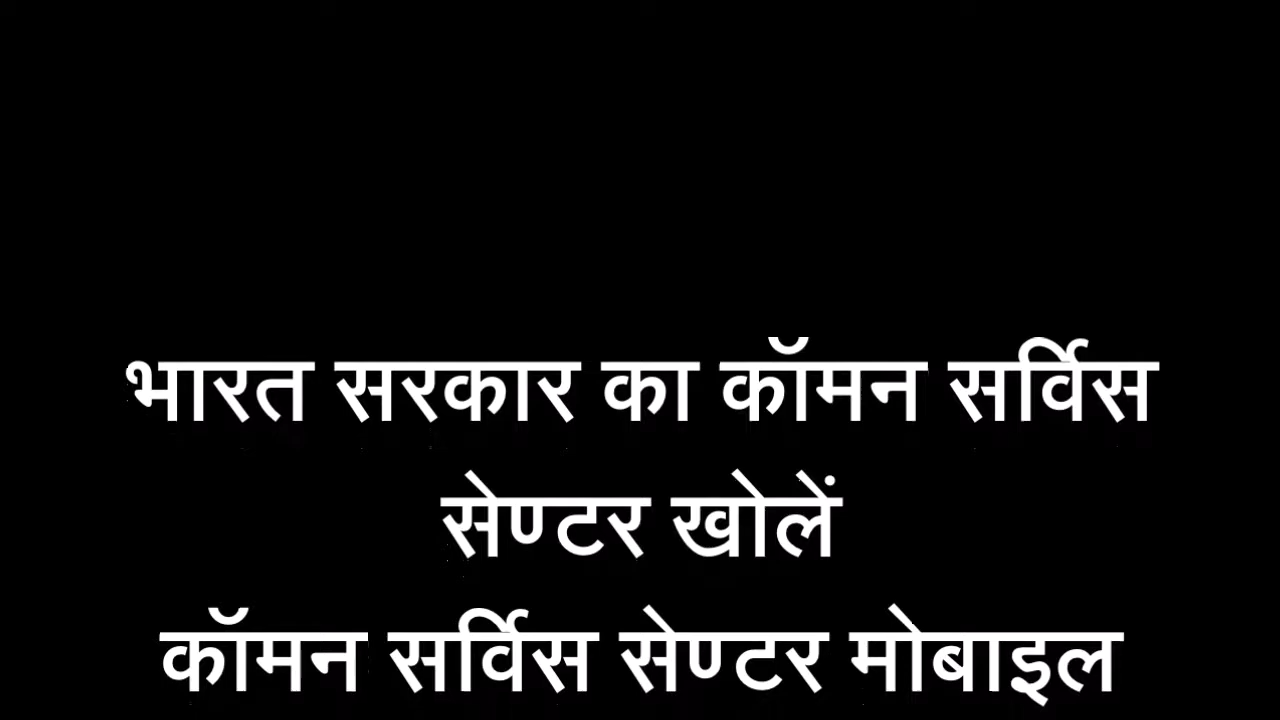 भारत सरकार का कॉमन सर्विस
सेण्टर खोलें
कॉमन सर्विस सेण्टर मोबाइल